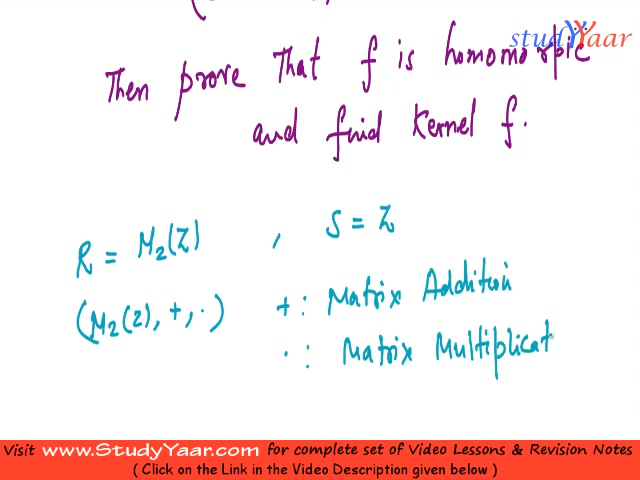 studYYaar
Then prove That f is homomorphic
and find Kernel f.
R = M₂(Z) , S = Z
(M₂(Z), +, ·) + : Matrix Addition
· : Matrix Multiplicat
Visit www.StudyYaar.com for complete set of Video Lessons & Revision Notes
( Click on the Link in the Video Description given below )